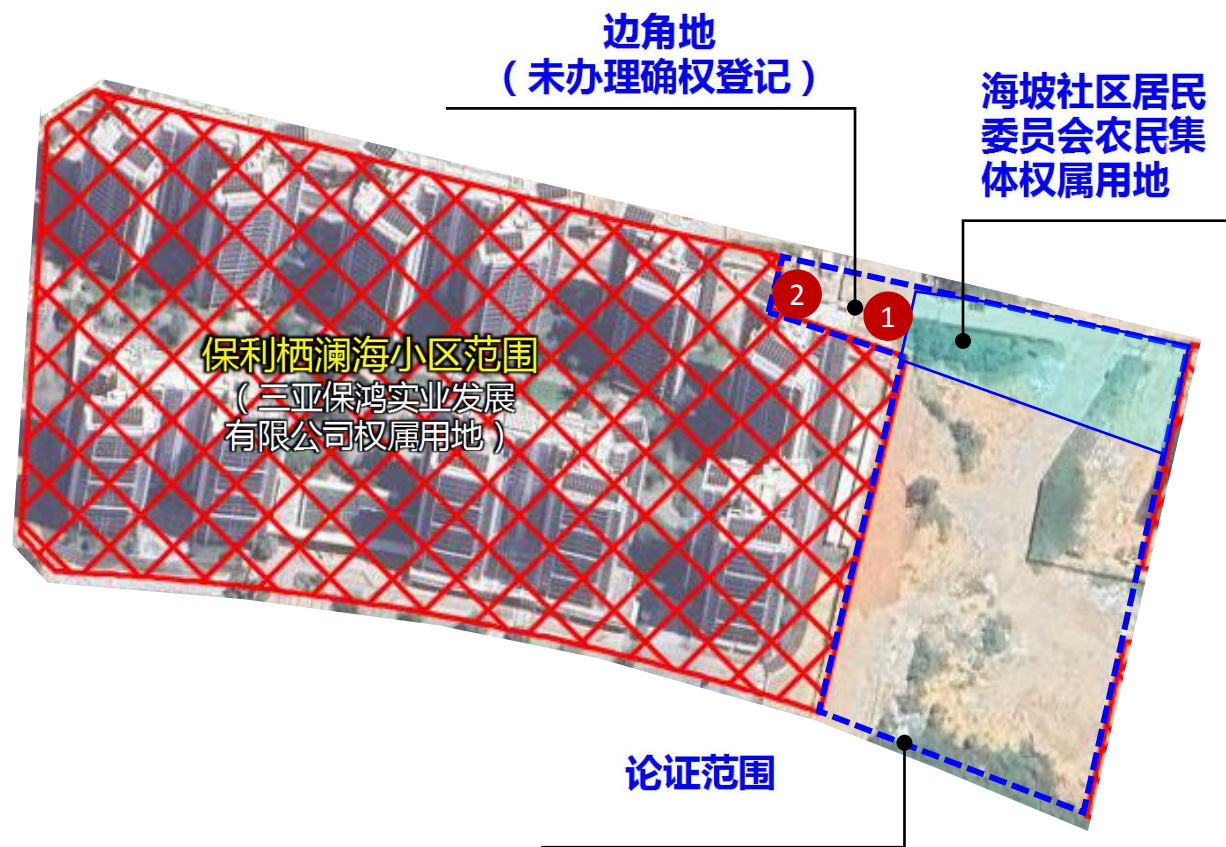 边角地
（未办理确权登记）
海坡社区居民
委员会农民集
体权属用地
2
1
保利栖澜海小区范围
（三亚保鸿实业发展
有限公司权属用地）
论证范围